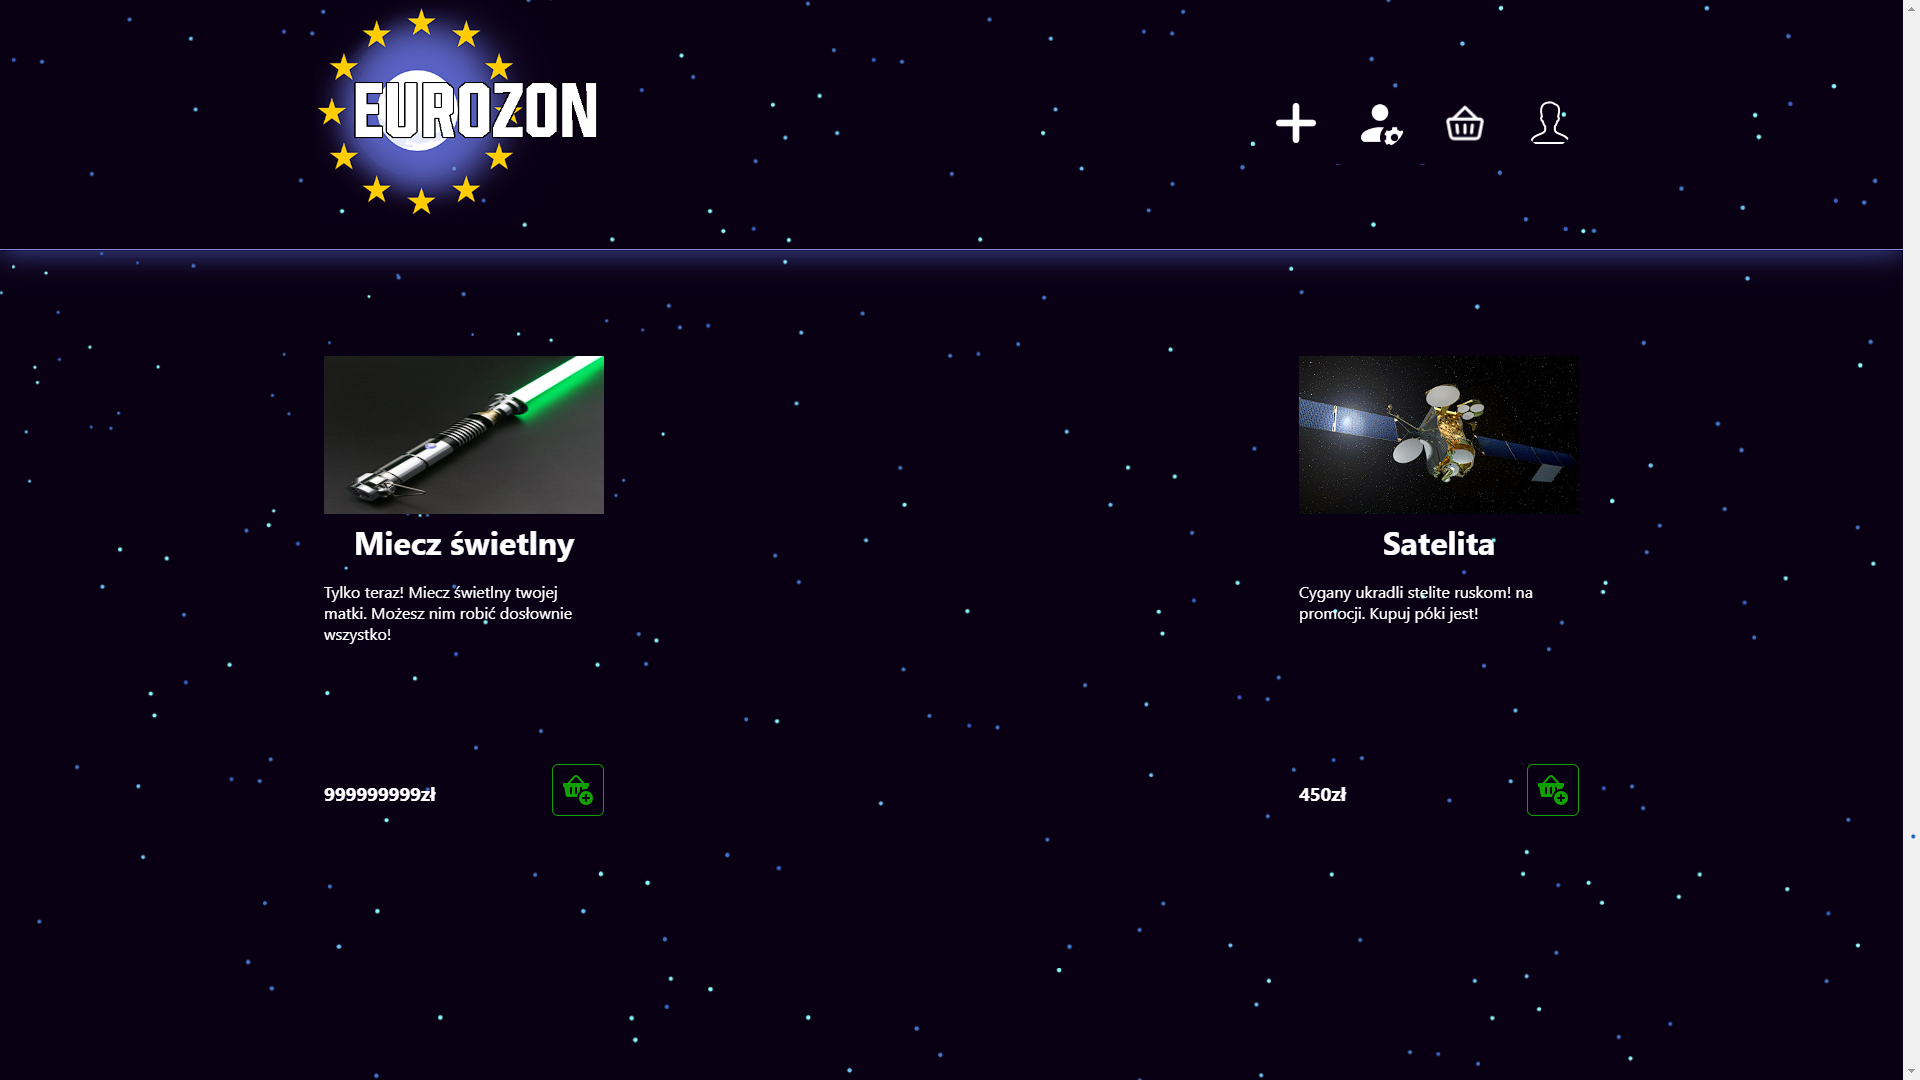 EUROZON
Miecz świetlny
Tylko teraz! Miecz świetlny twojej
matki. Możesz nim robić dosłownie
wszystko!
999999999zł
Satelita
Cygany ukradli stelite ruskom! na
promocji. Kupuj póki jest!
450zł